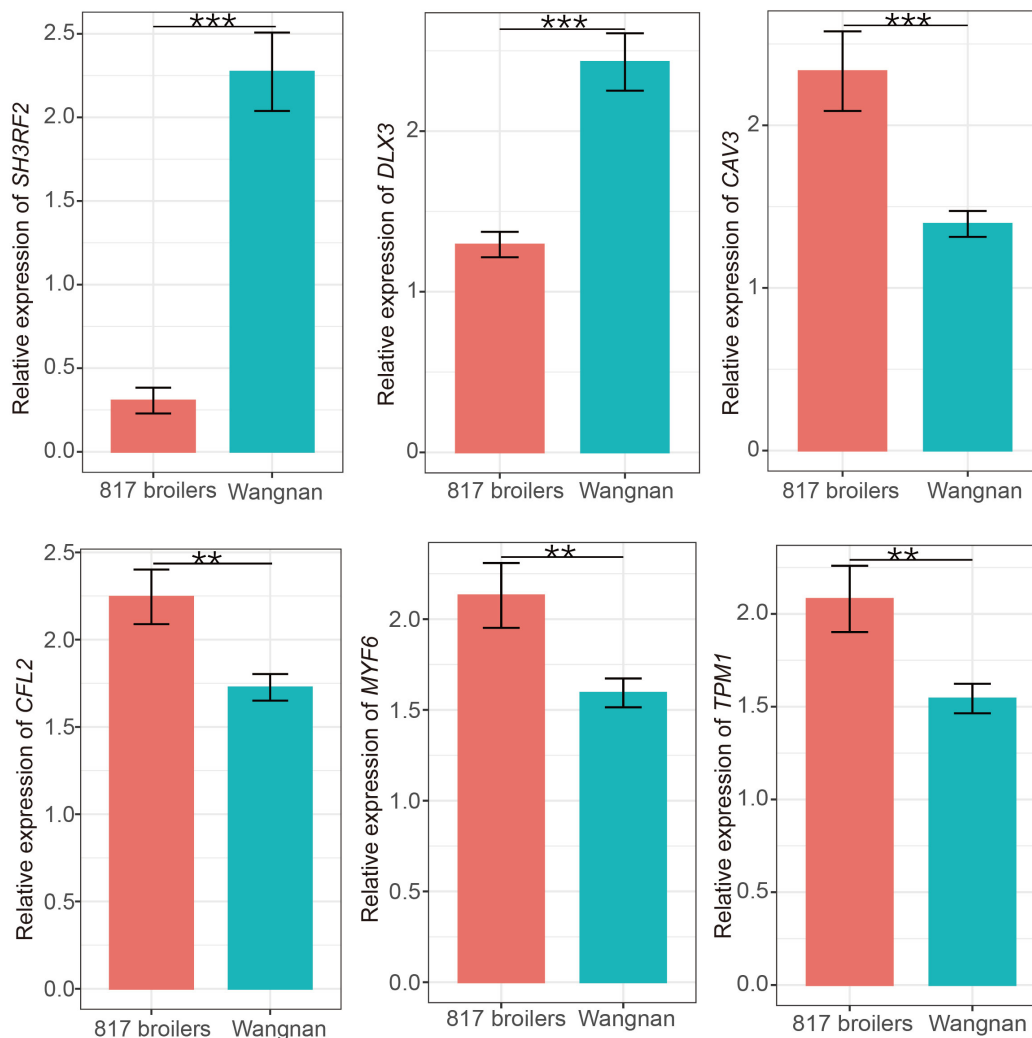 ***
Relative expression of SH3RF2
2.5
2.0
1.5
1.0
0.5
0.0
817 broilers Wangnan
***
Relative expression of DLX3
2
1
0
817 broilers Wangnan
***
Relative expression of CAV3
2
1
0
817 broilers Wangnan
**
Relative expression of CFL2
2.5
2.0
1.5
1.0
0.5
0.0
817 broilers Wangnan
**
Relative expression of MYF6
2.0
1.5
1.0
0.5
0.0
817 broilers Wangnan
**
Relative expression of TPM1
2.0
1.5
1.0
0.5
0.0
817 broilers Wangnan